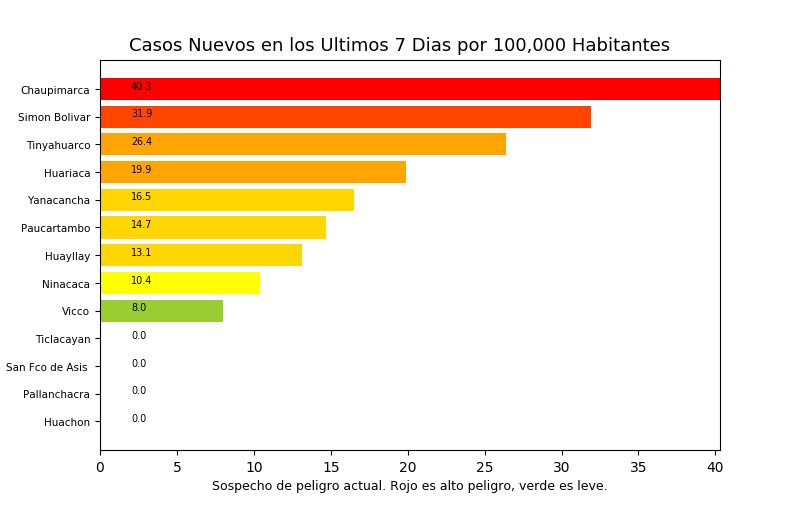 Casos Nuevos en los Ultimos 7 Dias por 100,000 Habitantes
Chaupimarca 40.3
Simon Bolivar 31.9
Tinyahuarco 26.4
Huariaca 19.9
Yanacancha 16.5
Paucartambo 14.7
Huayllay 13.1
Ninacaca 10.4
Vicco 8.0
Ticlacayan 0.0
San Fco de Asis 0.0
Pallanchacra 0.0
Huachon 0.0
0 5 10 15 20 25 30 35 40
Sospecho de peligro actual. Rojo es alto peligro, verde es leve.